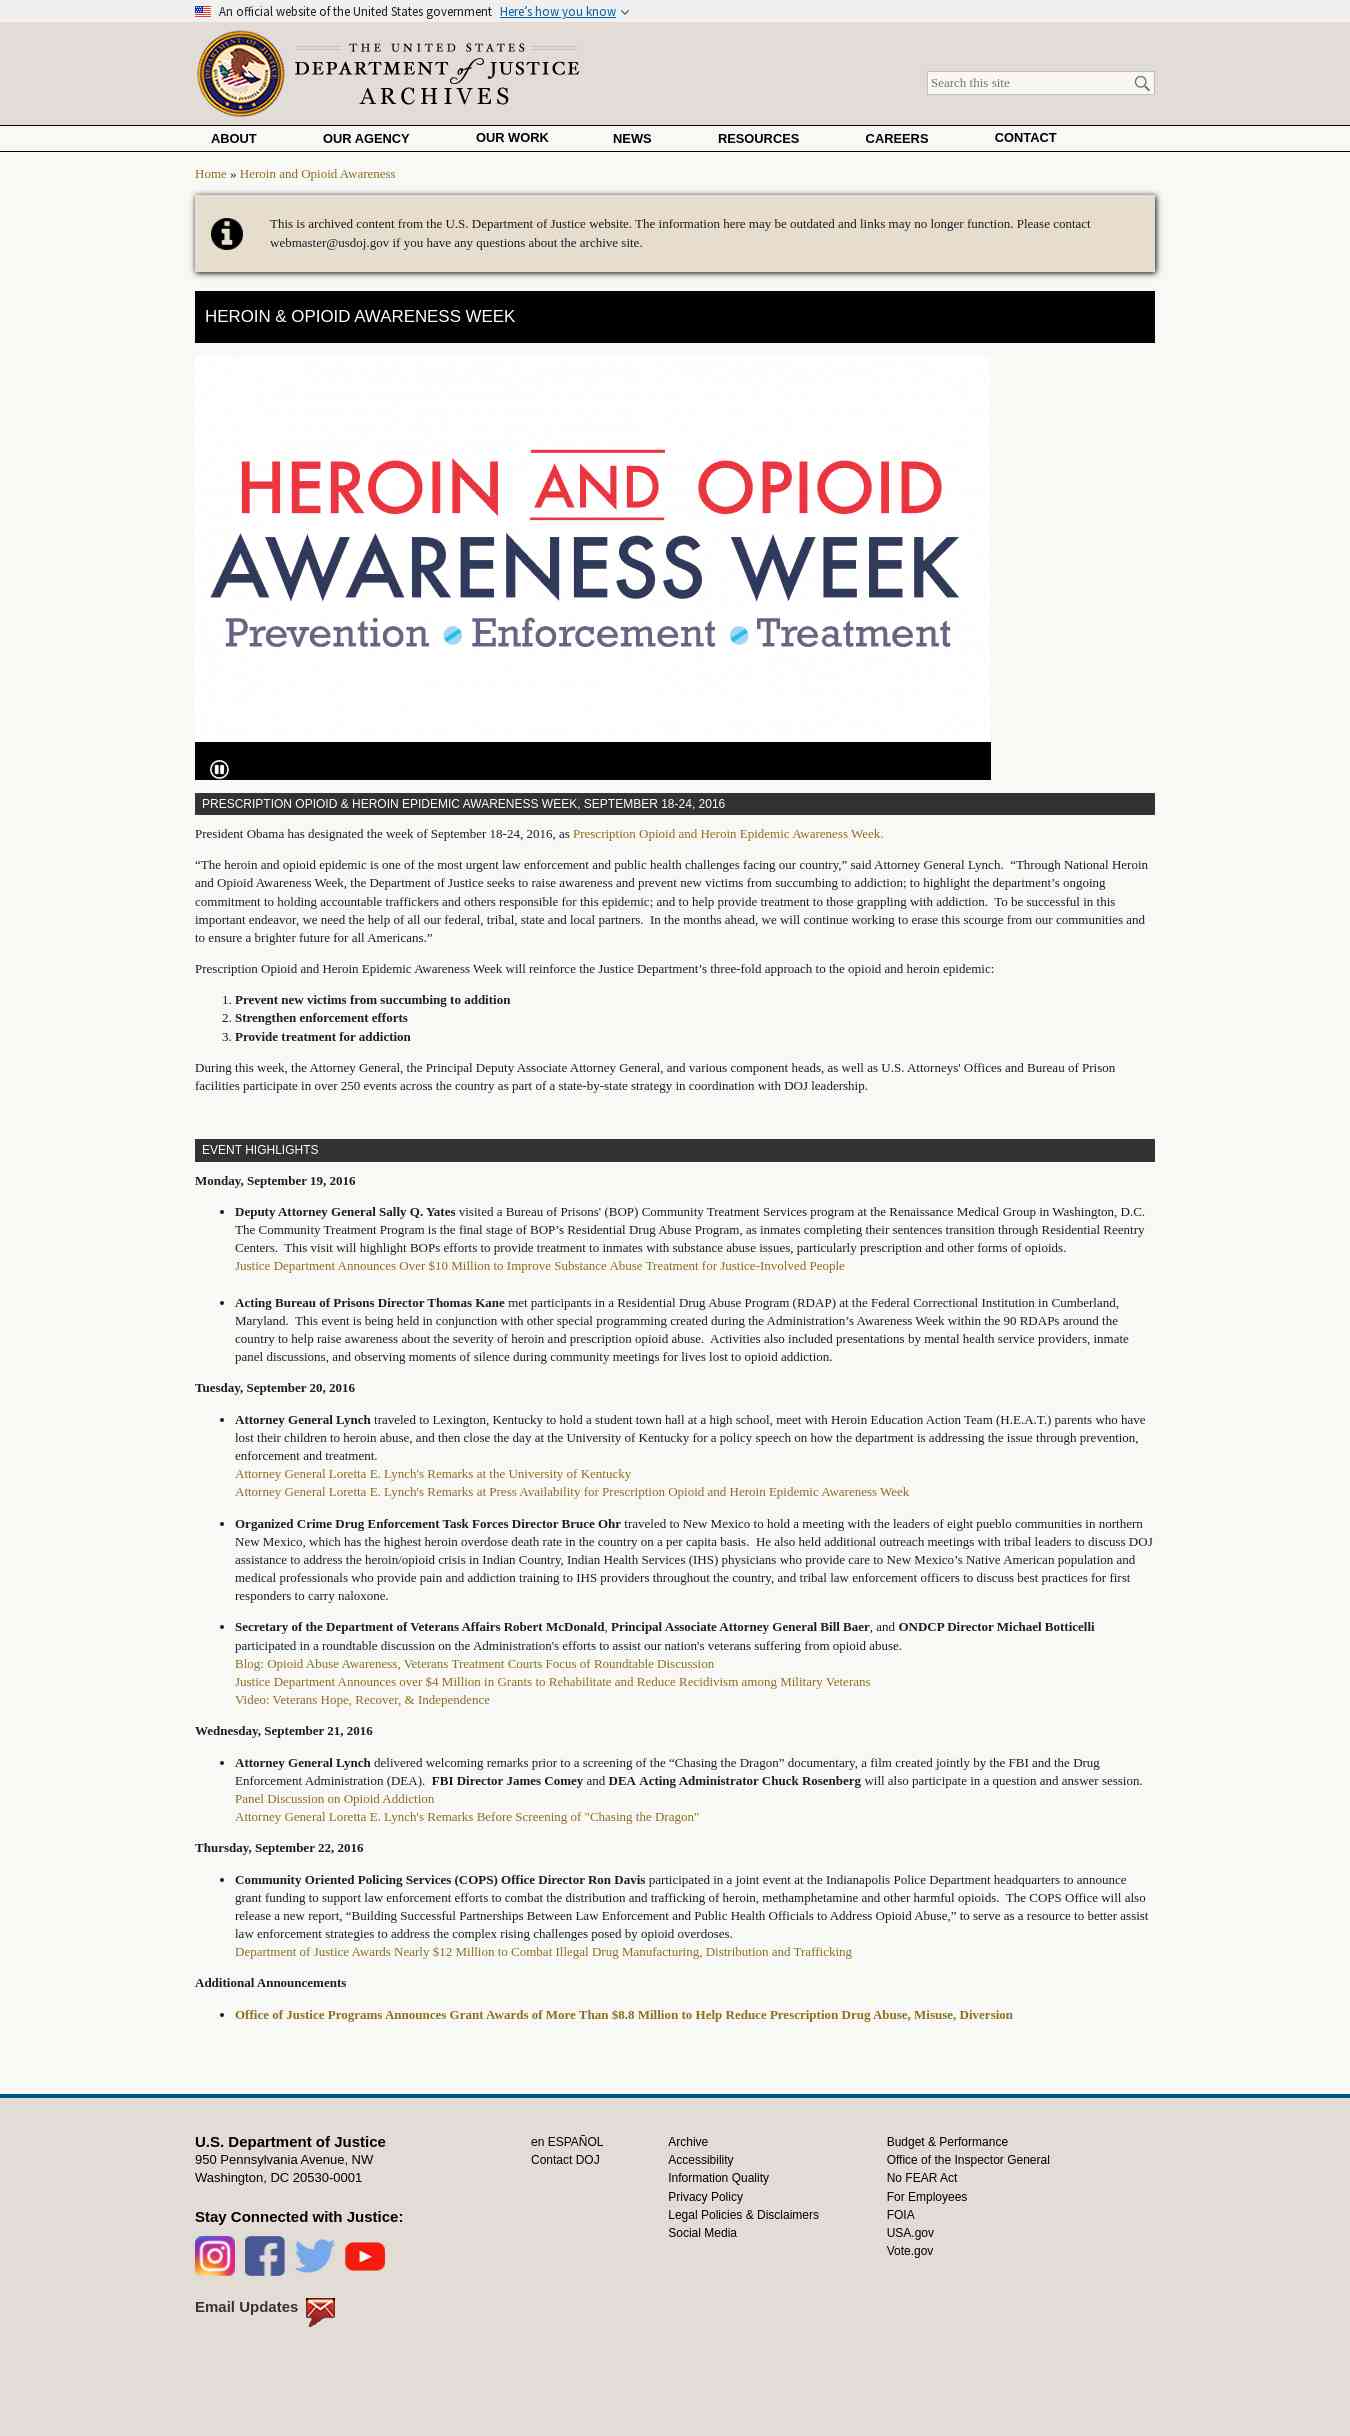 An official website of the United States government Here’s how you know
THE UNITED STATES
DEPARTMENT of JUSTICE
ARCHIVES
Search this site
ABOUT OUR AGENCY OUR WORK NEWS RESOURCES CAREERS CONTACT
Home » Heroin and Opioid Awareness
This is archived content from the U.S. Department of Justice website. The information here may be outdated and links may no longer function. Please contact
webmaster@usdoj.gov if you have any questions about the archive site.
HEROIN & OPIOID AWARENESS WEEK
HEROIN AND OPIOID
AWARENESS WEEK
Prevention Enforcement Treatment
PRESCRIPTION OPIOID & HEROIN EPIDEMIC AWARENESS WEEK, SEPTEMBER 18-24, 2016
President Obama has designated the week of September 18-24, 2016, as Prescription Opioid and Heroin Epidemic Awareness Week.
“The heroin and opioid epidemic is one of the most urgent law enforcement and public health challenges facing our country,” said Attorney General Lynch.  “Through National Heroin
and Opioid Awareness Week, the Department of Justice seeks to raise awareness and prevent new victims from succumbing to addiction; to highlight the department’s ongoing
commitment to holding accountable traffickers and others responsible for this epidemic; and to help provide treatment to those grappling with addiction.  To be successful in this
important endeavor, we need the help of all our federal, tribal, state and local partners.  In the months ahead, we will continue working to erase this scourge from our communities and
to ensure a brighter future for all Americans.”
Prescription Opioid and Heroin Epidemic Awareness Week will reinforce the Justice Department’s three-fold approach to the opioid and heroin epidemic:
1. Prevent new victims from succumbing to addition
2. Strengthen enforcement efforts
3. Provide treatment for addiction
During this week, the Attorney General, the Principal Deputy Associate Attorney General, and various component heads, as well as U.S. Attorneys' Offices and Bureau of Prison
facilities participate in over 250 events across the country as part of a state-by-state strategy in coordination with DOJ leadership.
EVENT HIGHLIGHTS
Monday, September 19, 2016
• Deputy Attorney General Sally Q. Yates visited a Bureau of Prisons' (BOP) Community Treatment Services program at the Renaissance Medical Group in Washington, D.C.
The Community Treatment Program is the final stage of BOP’s Residential Drug Abuse Program, as inmates completing their sentences transition through Residential Reentry
Centers.  This visit will highlight BOPs efforts to provide treatment to inmates with substance abuse issues, particularly prescription and other forms of opioids.
Justice Department Announces Over $10 Million to Improve Substance Abuse Treatment for Justice-Involved People
• Acting Bureau of Prisons Director Thomas Kane met participants in a Residential Drug Abuse Program (RDAP) at the Federal Correctional Institution in Cumberland,
Maryland.  This event is being held in conjunction with other special programming created during the Administration’s Awareness Week within the 90 RDAPs around the
country to help raise awareness about the severity of heroin and prescription opioid abuse.  Activities also included presentations by mental health service providers, inmate
panel discussions, and observing moments of silence during community meetings for lives lost to opioid addiction.
Tuesday, September 20, 2016
• Attorney General Lynch traveled to Lexington, Kentucky to hold a student town hall at a high school, meet with Heroin Education Action Team (H.E.A.T.) parents who have
lost their children to heroin abuse, and then close the day at the University of Kentucky for a policy speech on how the department is addressing the issue through prevention,
enforcement and treatment.
Attorney General Loretta E. Lynch's Remarks at the University of Kentucky
Attorney General Loretta E. Lynch's Remarks at Press Availability for Prescription Opioid and Heroin Epidemic Awareness Week
• Organized Crime Drug Enforcement Task Forces Director Bruce Ohr traveled to New Mexico to hold a meeting with the leaders of eight pueblo communities in northern
New Mexico, which has the highest heroin overdose death rate in the country on a per capita basis.  He also held additional outreach meetings with tribal leaders to discuss DOJ
assistance to address the heroin/opioid crisis in Indian Country, Indian Health Services (IHS) physicians who provide care to New Mexico’s Native American population and
medical professionals who provide pain and addiction training to IHS providers throughout the country, and tribal law enforcement officers to discuss best practices for first
responders to carry naloxone.
• Secretary of the Department of Veterans Affairs Robert McDonald, Principal Associate Attorney General Bill Baer, and ONDCP Director Michael Botticelli
participated in a roundtable discussion on the Administration's efforts to assist our nation's veterans suffering from opioid abuse.
Blog: Opioid Abuse Awareness, Veterans Treatment Courts Focus of Roundtable Discussion
Justice Department Announces over $4 Million in Grants to Rehabilitate and Reduce Recidivism among Military Veterans
Video: Veterans Hope, Recover, & Independence
Wednesday, September 21, 2016
• Attorney General Lynch delivered welcoming remarks prior to a screening of the “Chasing the Dragon” documentary, a film created jointly by the FBI and the Drug
Enforcement Administration (DEA).  FBI Director James Comey and DEA Acting Administrator Chuck Rosenberg will also participate in a question and answer session.
Panel Discussion on Opioid Addiction
Attorney General Loretta E. Lynch's Remarks Before Screening of "Chasing the Dragon"
Thursday, September 22, 2016
• Community Oriented Policing Services (COPS) Office Director Ron Davis participated in a joint event at the Indianapolis Police Department headquarters to announce
grant funding to support law enforcement efforts to combat the distribution and trafficking of heroin, methamphetamine and other harmful opioids.  The COPS Office will also
release a new report, “Building Successful Partnerships Between Law Enforcement and Public Health Officials to Address Opioid Abuse,” to serve as a resource to better assist
law enforcement strategies to address the complex rising challenges posed by opioid overdoses.
Department of Justice Awards Nearly $12 Million to Combat Illegal Drug Manufacturing, Distribution and Trafficking
Additional Announcements
• Office of Justice Programs Announces Grant Awards of More Than $8.8 Million to Help Reduce Prescription Drug Abuse, Misuse, Diversion
U.S. Department of Justice
950 Pennsylvania Avenue, NW
Washington, DC 20530-0001
Stay Connected with Justice:
Email Updates
en ESPAÑOL
Contact DOJ
Archive
Accessibility
Information Quality
Privacy Policy
Legal Policies & Disclaimers
Social Media
Budget & Performance
Office of the Inspector General
No FEAR Act
For Employees
FOIA
USA.gov
Vote.gov